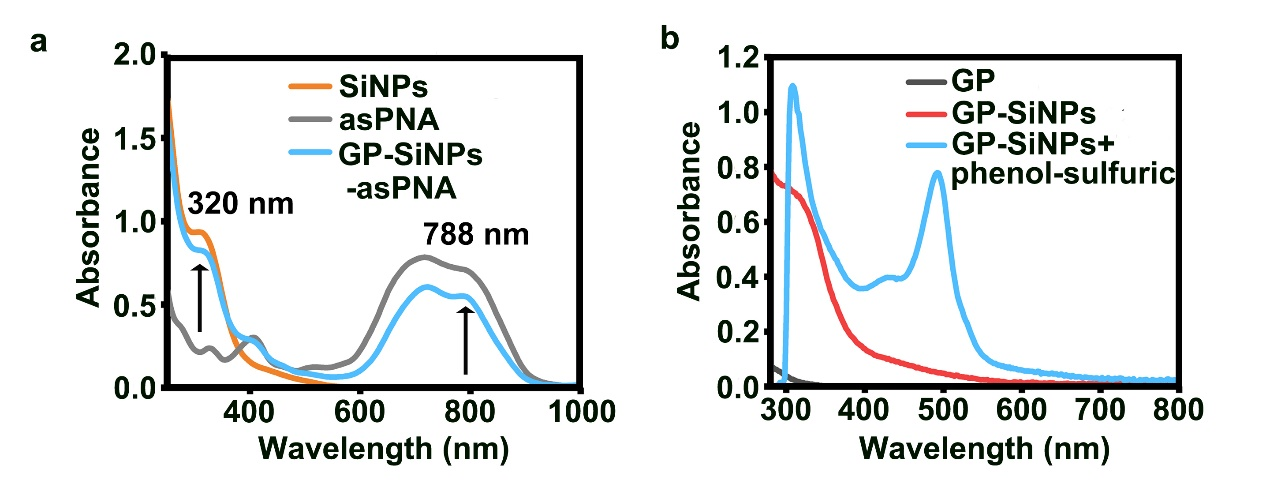 a
2.0
1.5
1.0
0.5
0.0
Absorbance
SiNPs
asPNA
GP-SiNPs
-asPNA
320 nm
788 nm
400
600
800
1000
Wavelength (nm)
b
1.2
1.0
0.8
0.6
0.4
0.2
0.0
Absorbance
GP
GP-SiNPs
GP-SiNPs+
phenol-sulfuric
300
400
500
600
700
800
Wavelength (nm)